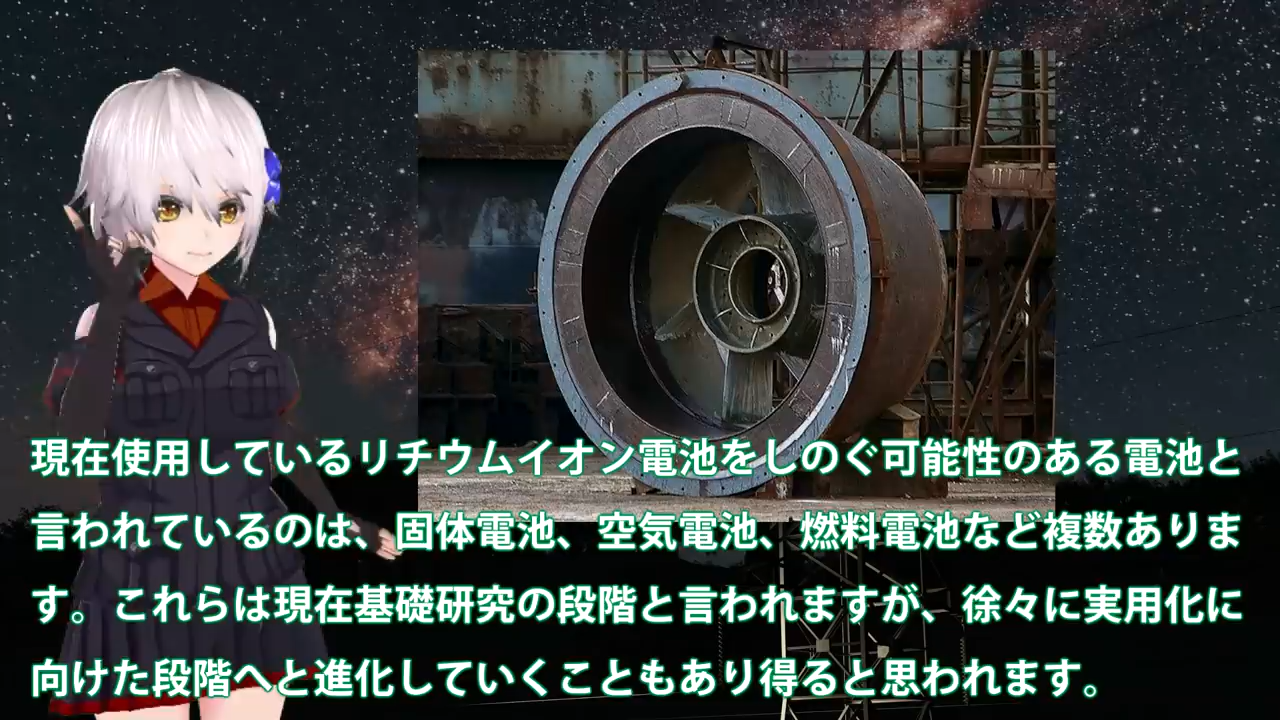 現在使用しているリチウムイオン電池をしのぐ可能性のある電池と
言われているのは、固体電池、空気電池、燃料電池など複数ありま
す。これらは現在基礎研究の段階と言われますが、徐々に実用化に
向けた段階へと進化していくこともあり得ると思われます。